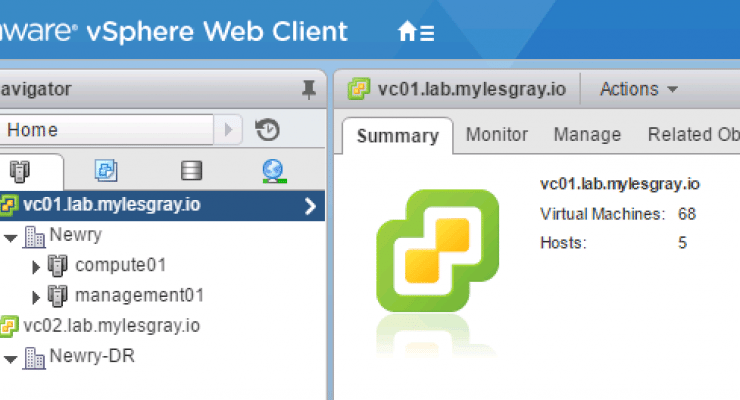 ware® vSphere Web Client
avigator
Home
vc01.lab.mylesgray.io
Newry
compute01
management01
vc02.lab.mylesgray.io
Newry-DR
vc01.lab.mylesgray.io Actions
Summary Monitor Manage Related Ob
vc01.lab.mylesgray.io
Virtual Machines: 68
Hosts: 5